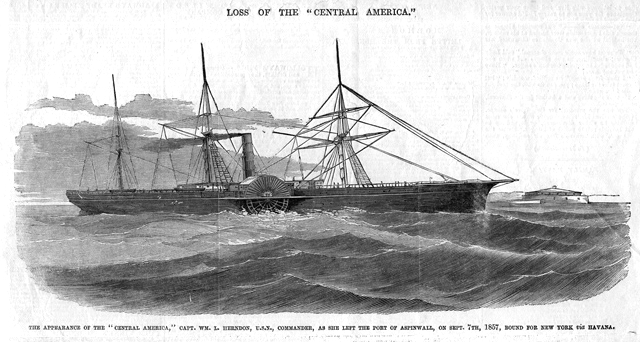 LOSS OF THE "CENTRAL AMERICA."
THE APPEARANCE OF THE "CENTRAL AMERICA," CAPT. WM. L. HERNDON, U.S.N., COMMANDER, AS SHE LEFT THE PORT OF ASPINWALL, ON SEPT. 7TH, 1857, BOUND FOR NEW YORK via HAVANA.